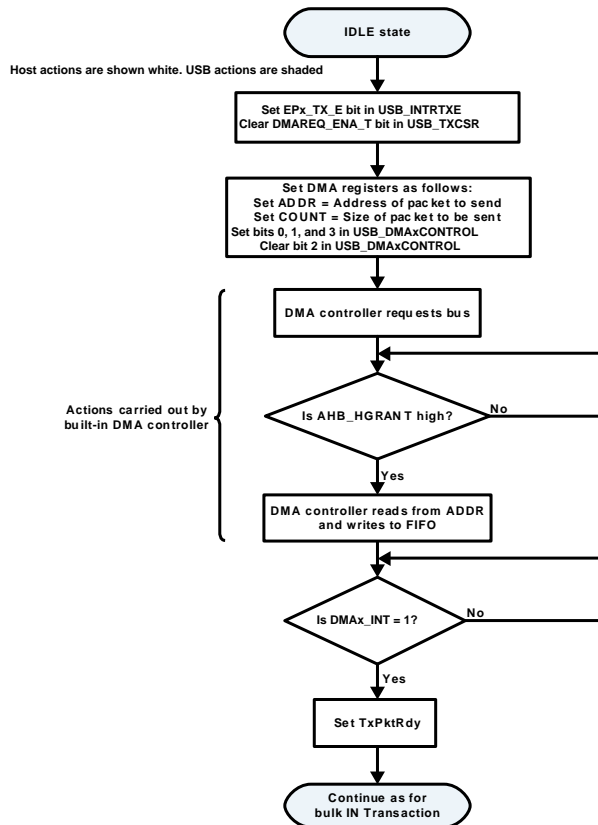 IDLE state
Host actions are shown white. USB actions are shaded
Set EPx_TX_E bit in USB_INTRTXE
Clear DMAREQ_ENA_T bit in USB_TXCSR
Set DMA registers as follows:
Set ADDR = Address of packet to send
Set COUNT = Size of packet to be sent
Set bits 0, 1, and 3 in USB_DMAxCONTROL
Clear bit 2 in USB_DMAxCONTROL
DMA controller requests bus
Is AHB_HGRANT high?
No
Actions carried out by
built-in DMA controller
Yes
DMA controller reads from ADDR
and writes to FIFO
Is DMAx_INT = 1?
No
Yes
Set TxPktRdy
Continue as for
bulk IN Transaction